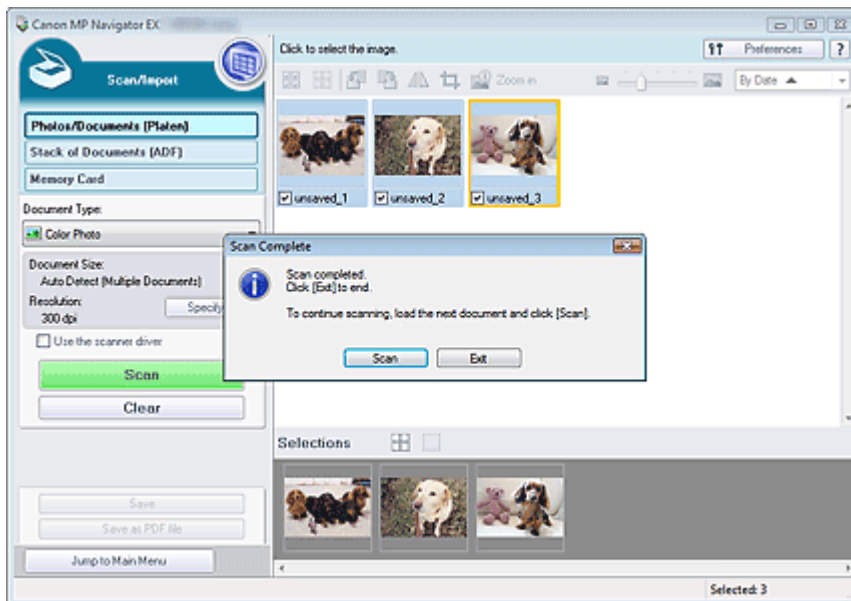 Canon MP Navigator EX
Scan/Import
Click to select the image.
Preferences
?
Zoom in
By Date
Photos/Documents (Platen)
Stack of Documents (ADF)
Memory Card
unsaved_1
unsaved_2
unsaved_3
Document Type:
Color Photo
Document Size:
Auto Detect (Multiple Documents)
Resolution:
300 dpi
Specify
Use the scanner driver
Scan
Clear
Scan Complete
Scan completed.
Click [Exit] to end.
To continue scanning, load the next document and click [Scan].
Scan
Exit
Selections
Save
Save as PDF file
Jump to Main Menu
Selected: 3